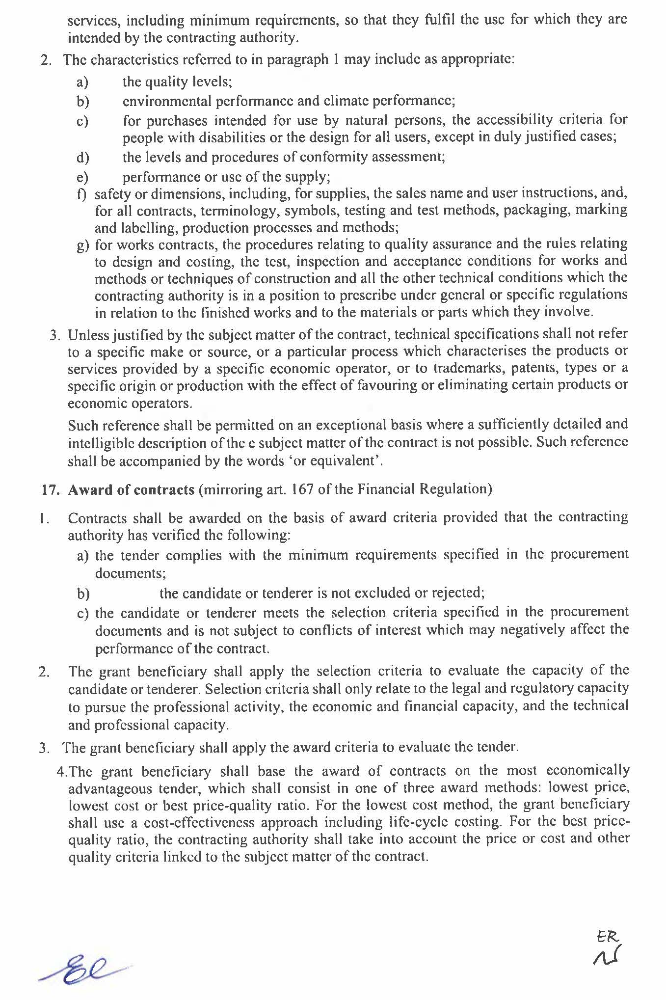 services, including minimum requirements, so that they fulfil the use for which they are
intended by the contracting authority.
2. The characteristics referred to in paragraph 1 may include as appropriate:
a) the quality levels;
b) environmental performance and climate performance;
c) for purchases intended for use by natural persons, the accessibility criteria for
people with disabilities or the design for all users, except in duly justified cases;
d) the levels and procedures of conformity assessment;
e) performance or use of the supply;
f) safety or dimensions, including, for supplies, the sales name and user instructions, and,
for all contracts, terminology, symbols, testing and test methods, packaging, marking
and labelling, production processes and methods;
g) for works contracts, the procedures relating to quality assurance and the rules relating
to design and costing, the test, inspection and acceptance conditions for works and
methods or techniques of construction and all the other technical conditions which the
contracting authority is in a position to prescribe under general or specific regulations
in relation to the finished works and to the materials or parts which they involve.
3. Unless justified by the subject matter of the contract, technical specifications shall not refer
to a specific make or source, or a particular process which characterises the products or
services provided by a specific economic operator, or to trademarks, patents, types or a
specific origin or production with the effect of favouring or eliminating certain products or
economic operators.
Such reference shall be permitted on an exceptional basis where a sufficiently detailed and
intelligible description of the e subject matter of the contract is not possible. Such reference
shall be accompanied by the words ‘or equivalent’.
17. Award of contracts (mirroring art. 167 of the Financial Regulation)
1. Contracts shall be awarded on the basis of award criteria provided that the contracting
authority has verified the following:
a) the tender complies with the minimum requirements specified in the procurement
documents;
b) the candidate or tenderer is not excluded or rejected;
c) the candidate or tenderer meets the selection criteria specified in the procurement
documents and is not subject to conflicts of interest which may negatively affect the
performance of the contract.
2. The grant beneficiary shall apply the selection criteria to evaluate the capacity of the
candidate or tenderer. Selection criteria shall only relate to the legal and regulatory capacity
to pursue the professional activity, the economic and financial capacity, and the technical
and professional capacity.
3. The grant beneficiary shall apply the award criteria to evaluate the tender.
4.The grant beneficiary shall base the award of contracts on the most economically
advantageous tender, which shall consist in one of three award methods: lowest price,
lowest cost or best price-quality ratio. For the lowest cost method, the grant beneficiary
shall use a cost-effectiveness approach including life-cycle costing. For the best price-
quality ratio, the contracting authority shall take into account the price or cost and other
quality criteria linked to the subject matter of the contract.
ER